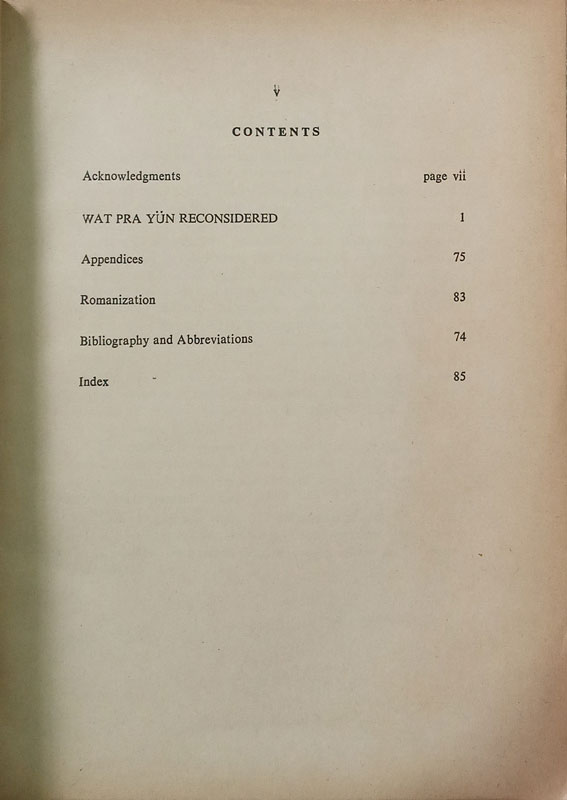 v
CONTENTS
Acknowledgments page vii
WAT PRA YÜN RECONSIDERED 1
Appendices 75
Romanization 83
Bibliography and Abbreviations 74
Index 85